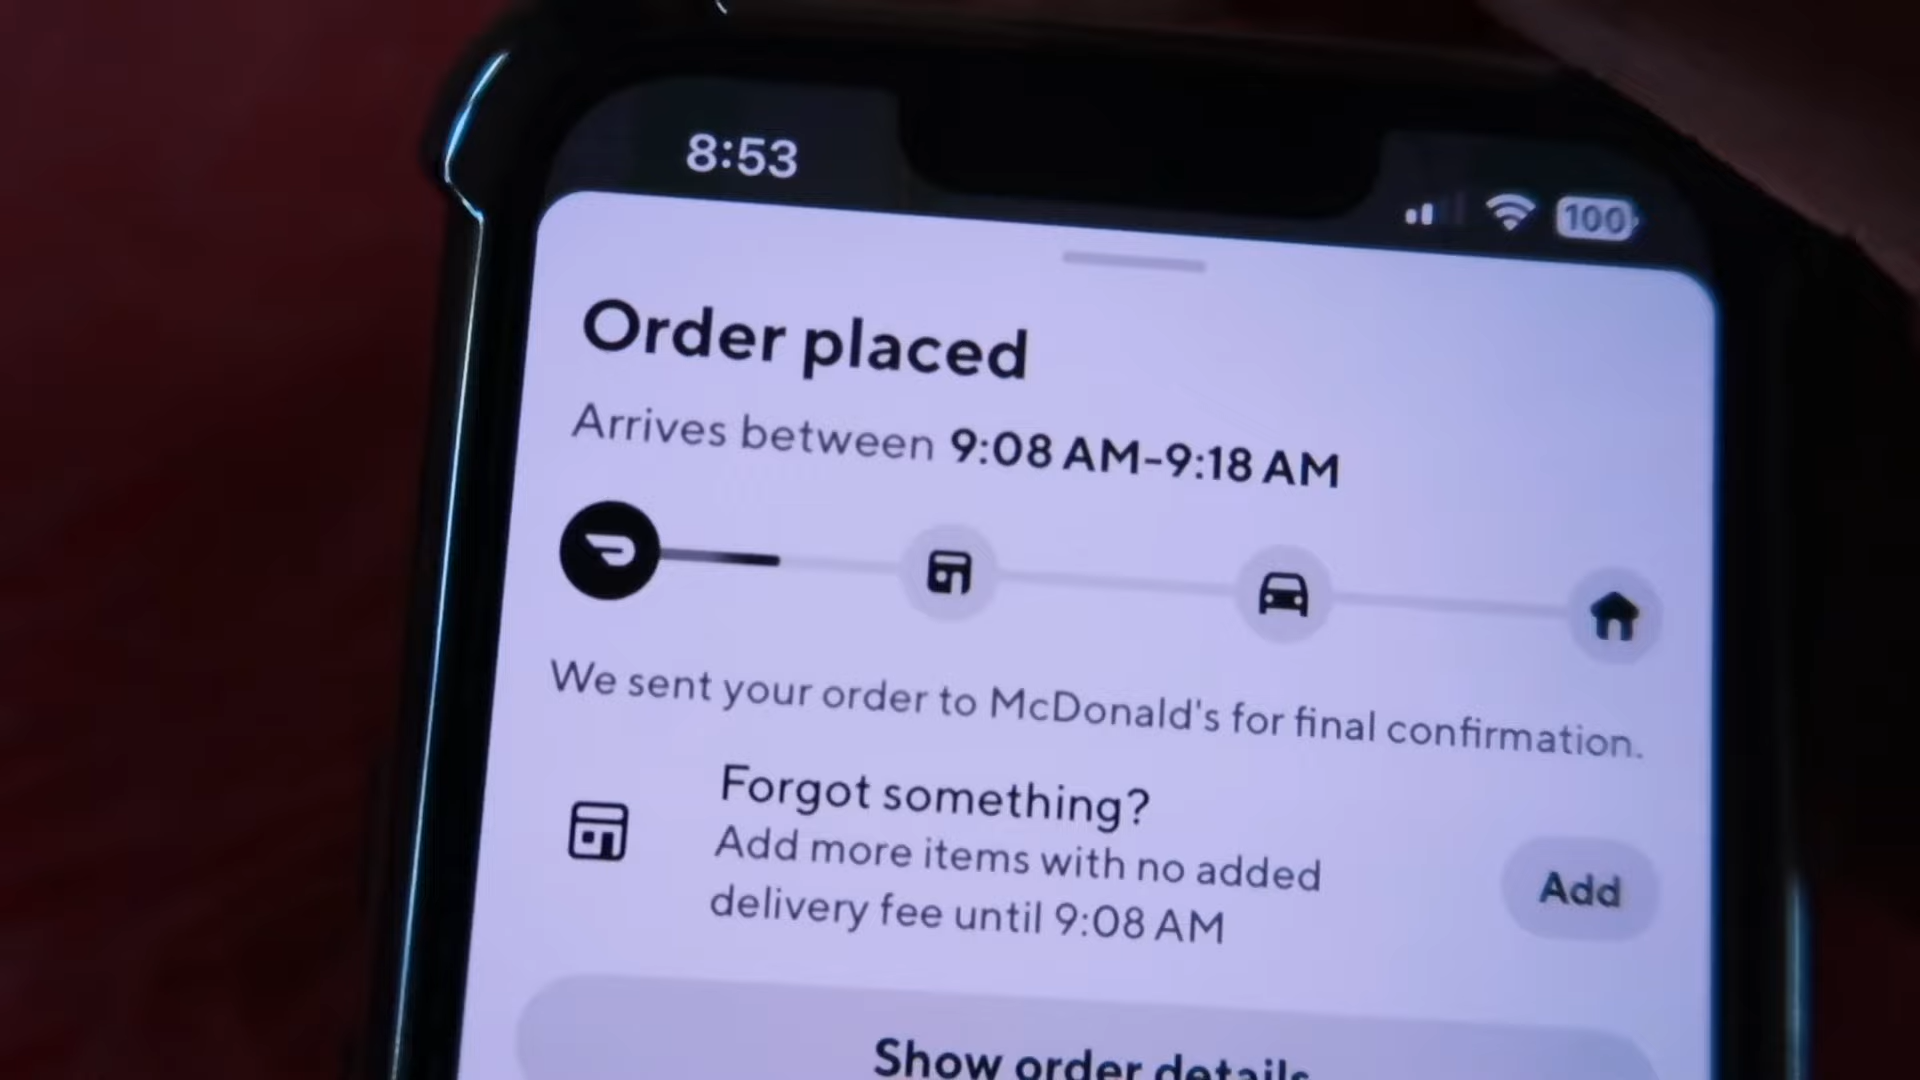 8:53
100
Order placed
Arrives between 9:08 AM-9:18 AM
We sent your order to McDonald's for final confirmation.
Forgot something?
Add more items with no added
delivery fee until 9:08 AM
Add
Show order details